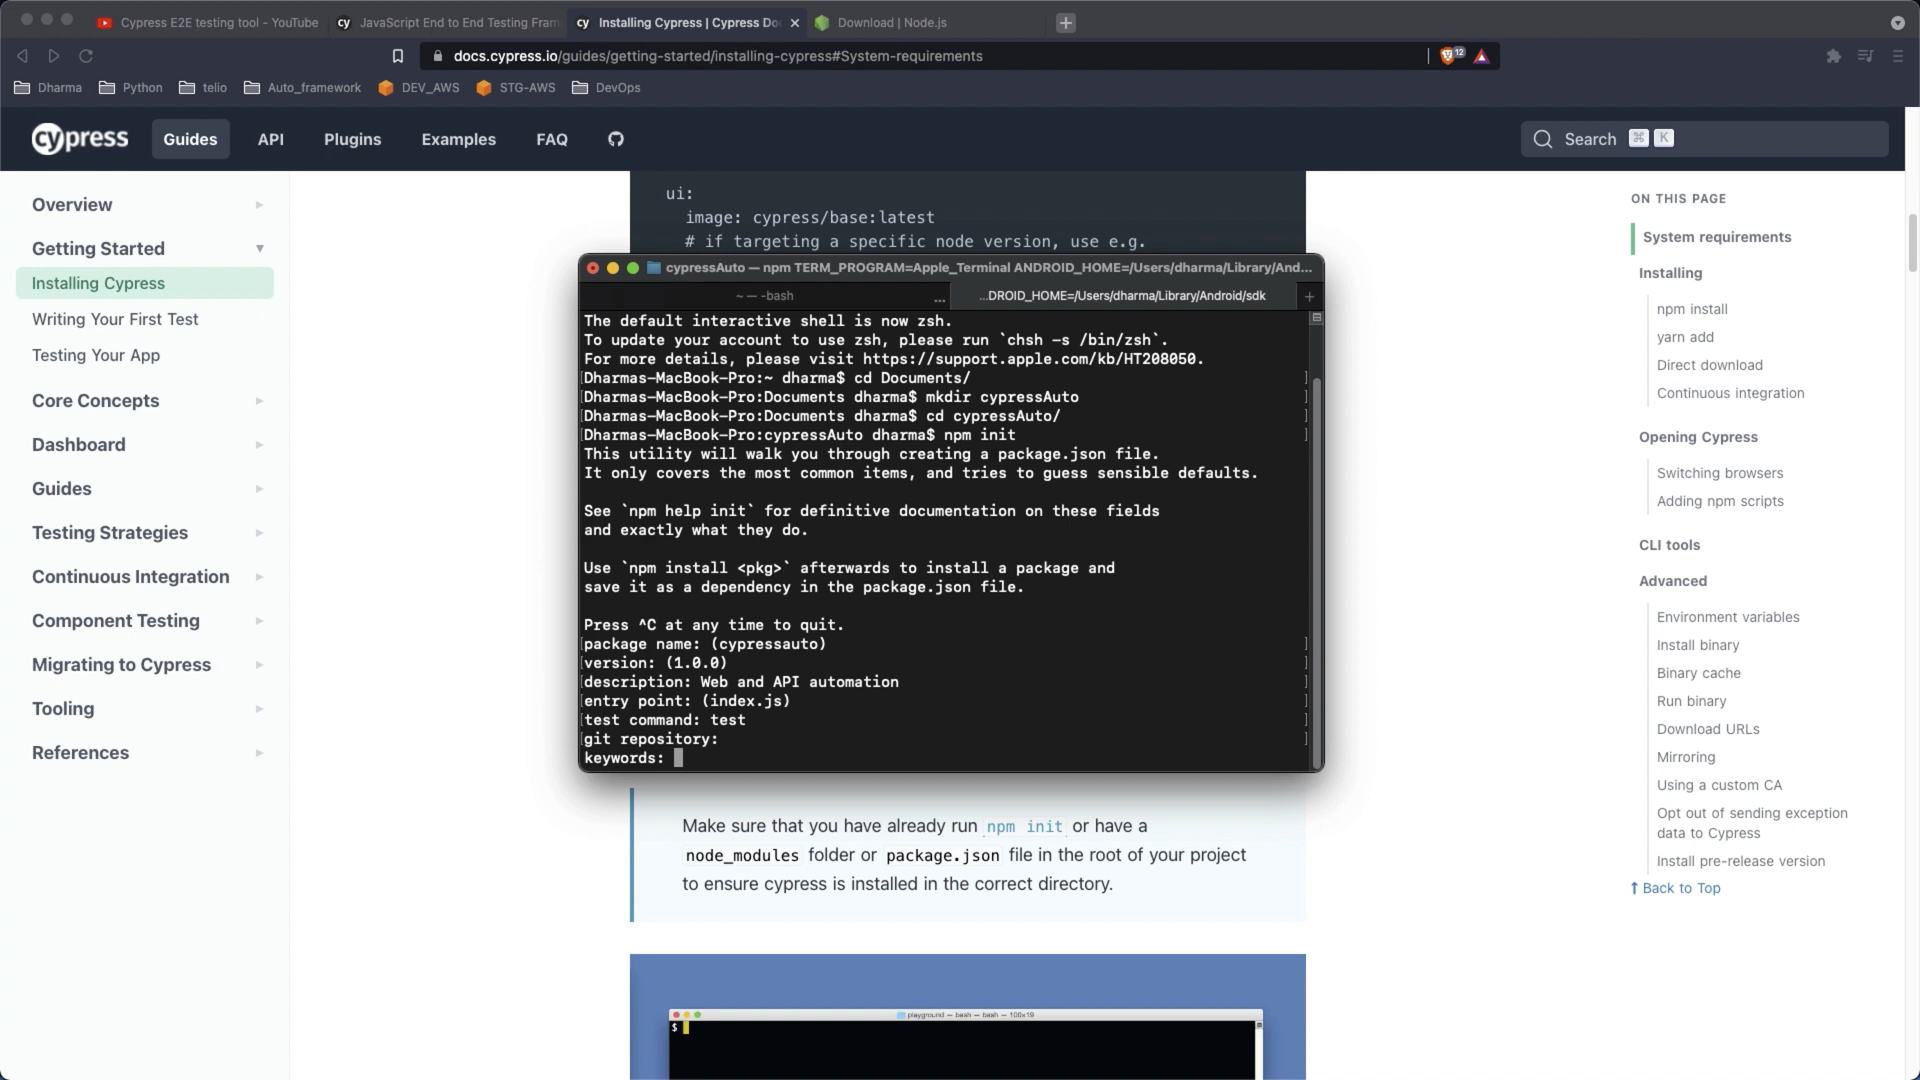 Cypress E2E testing tool - YouTube
cy JavaScript End to End Testing Fram
cy Installing Cypress | Cypress Do
Download | Node.js
docs.cypress.io/guides/getting-started/installing-cypress#System-requirements
12
Dharma
Python
telio
Auto_framework
DEV_AWS
STG-AWS
DevOps
cypress
Guides
API
Plugins
Examples
FAQ
Search ⌘ K
Overview
Getting Started
Installing Cypress
Writing Your First Test
Testing Your App
Core Concepts
Dashboard
Guides
Testing Strategies
Continuous Integration
Component Testing
Migrating to Cypress
Tooling
References
ui:
image: cypress/base:latest
# if targeting a specific node version, use e.g.
cypressAuto — npm TERM_PROGRAM=Apple_Terminal ANDROID_HOME=/Users/dharma/Library/And...
~ — -bash
...
...DROID_HOME=/Users/dharma/Library/Android/sdk
The default interactive shell is now zsh.
To update your account to use zsh, please run `chsh -s /bin/zsh`.
For more details, please visit https://support.apple.com/kb/HT208050.
[Dharmas-MacBook-Pro:~ dharma$ cd Documents/ ]
[Dharmas-MacBook-Pro:Documents dharma$ mkdir cypressAuto ]
[Dharmas-MacBook-Pro:Documents dharma$ cd cypressAuto/ ]
[Dharmas-MacBook-Pro:cypressAuto dharma$ npm init ]
This utility will walk you through creating a package.json file.
It only covers the most common items, and tries to guess sensible defaults.
See `npm help init` for definitive documentation on these fields
and exactly what they do.
Use `npm install <pkg>` afterwards to install a package and
save it as a dependency in the package.json file.
Press ^C at any time to quit.
[package name: (cypressauto) ]
[version: (1.0.0) ]
[description: Web and API automation ]
[entry point: (index.js) ]
[test command: test ]
[git repository: ]
keywords:
Make sure that you have already run npm init or have a
node_modules folder or package.json file in the root of your project
to ensure cypress is installed in the correct directory.
playground — bash — bash — 100×19
$
ON THIS PAGE
System requirements
Installing
npm install
yarn add
Direct download
Continuous integration
Opening Cypress
Switching browsers
Adding npm scripts
CLI tools
Advanced
Environment variables
Install binary
Binary cache
Run binary
Download URLs
Mirroring
Using a custom CA
Opt out of sending exception
data to Cypress
Install pre-release version
↑ Back to Top